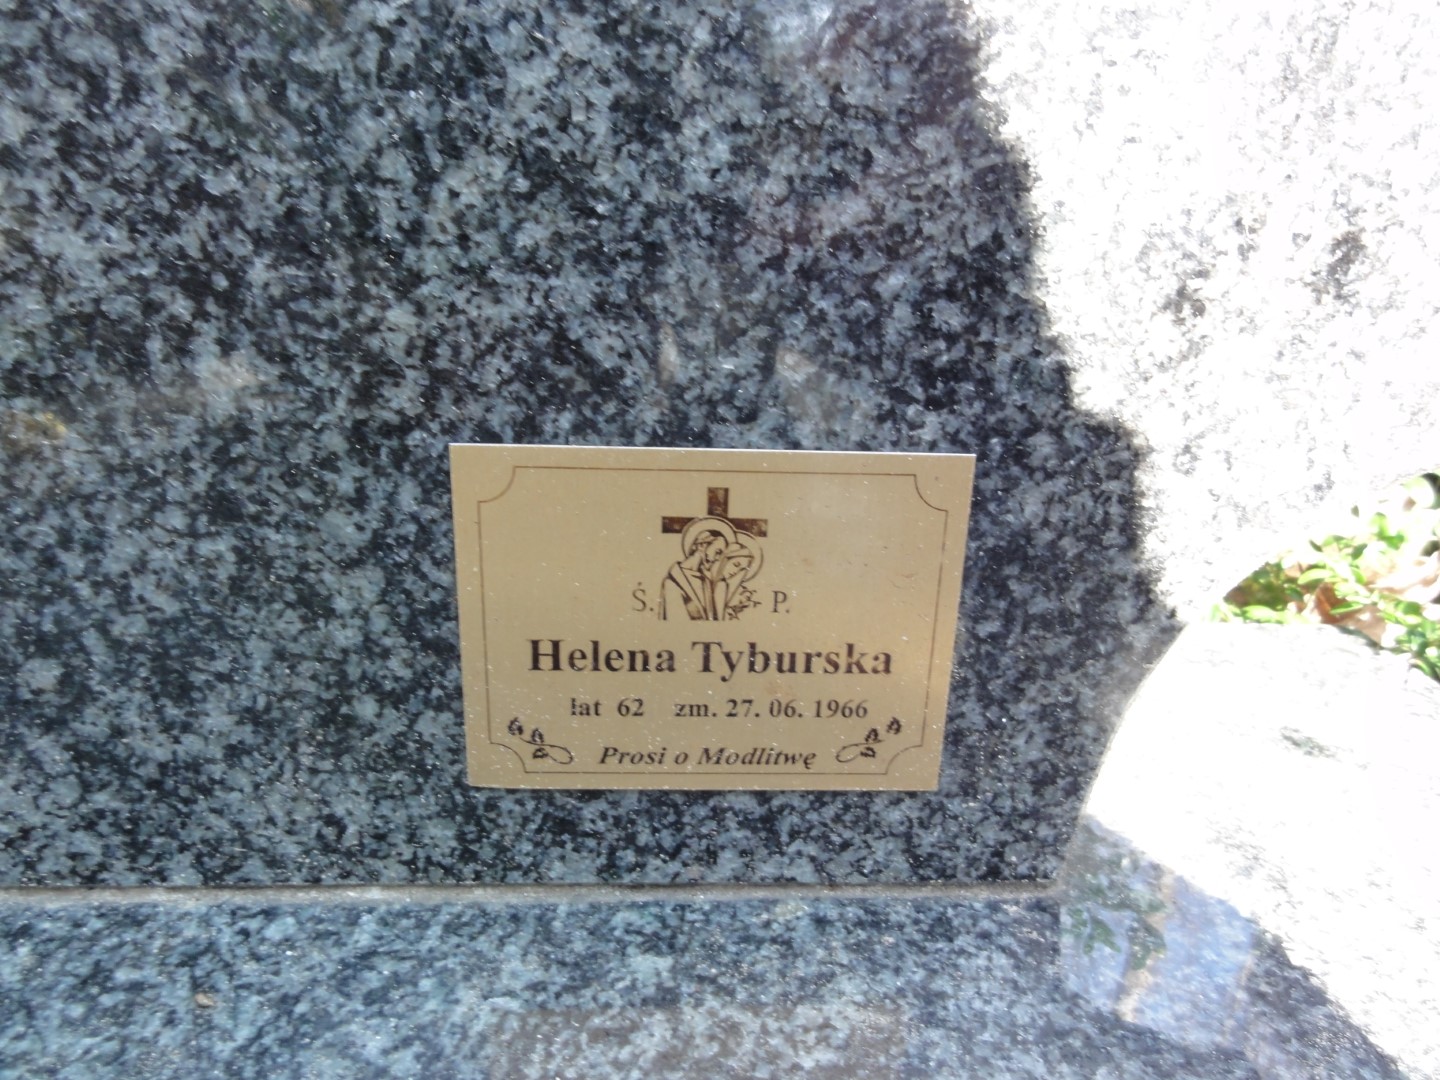 Ś. P.
Helena Tyburska
lat 62 zm. 27. 06. 1966
Prosi o Modlitwę